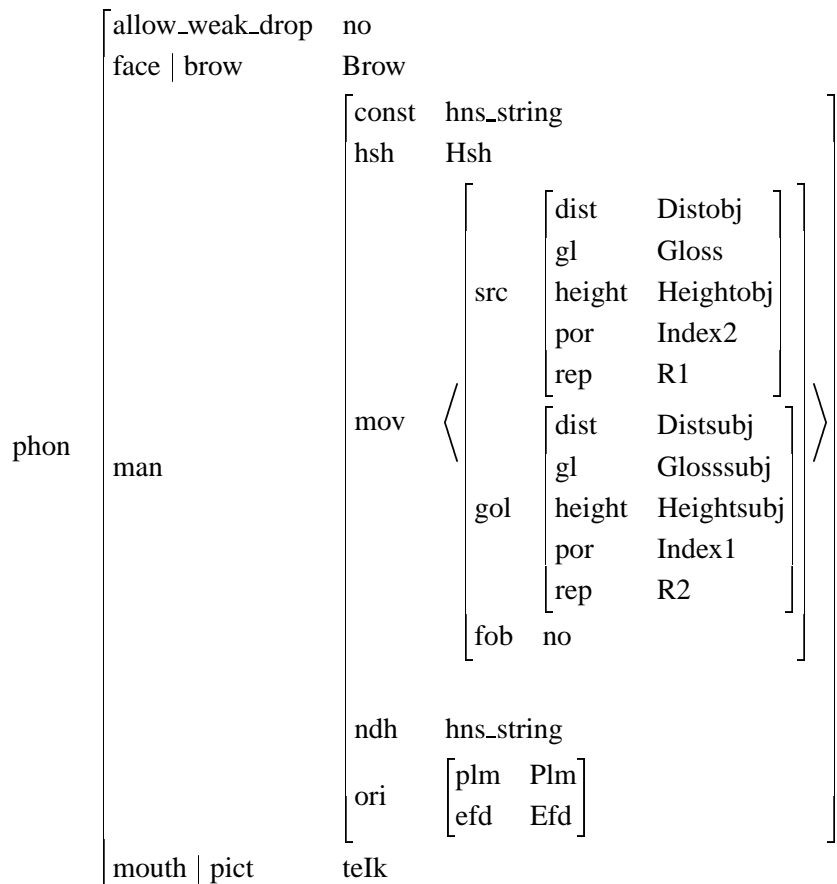 allow_weak_drop no
face | brow Brow
const hns_string
hsh Hsh
dist Distobj
gl Gloss
src height Heightobj
por Index2
rep R1
mov
dist Distsubj
phon man gl Glosssubj
gol height Heightsubj
por Index1
rep R2
fob no
ndh hns_string
plm Plm
ori
efd Efd
mouth | pict teIk